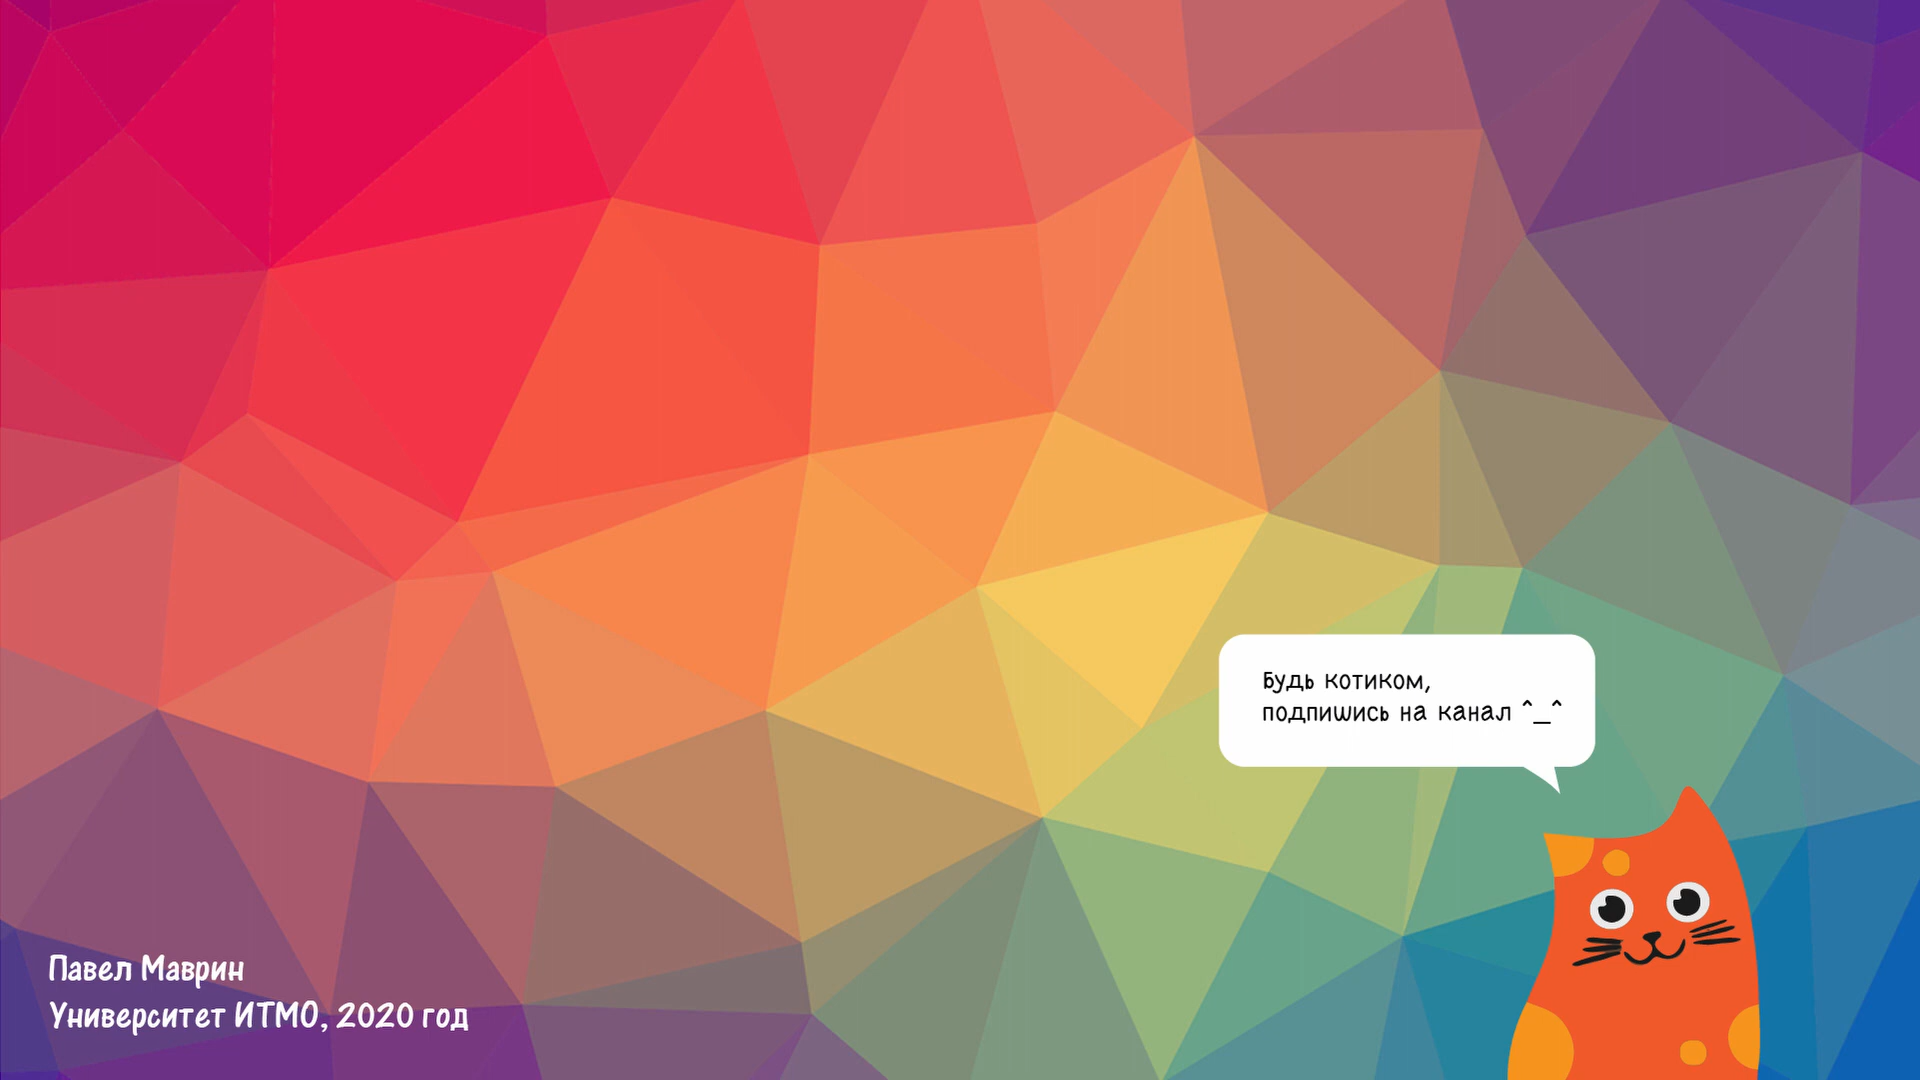 Будь котиком,
подпишись на канал ^_^
Павел Маврин
Университет ИТМО, 2020 год